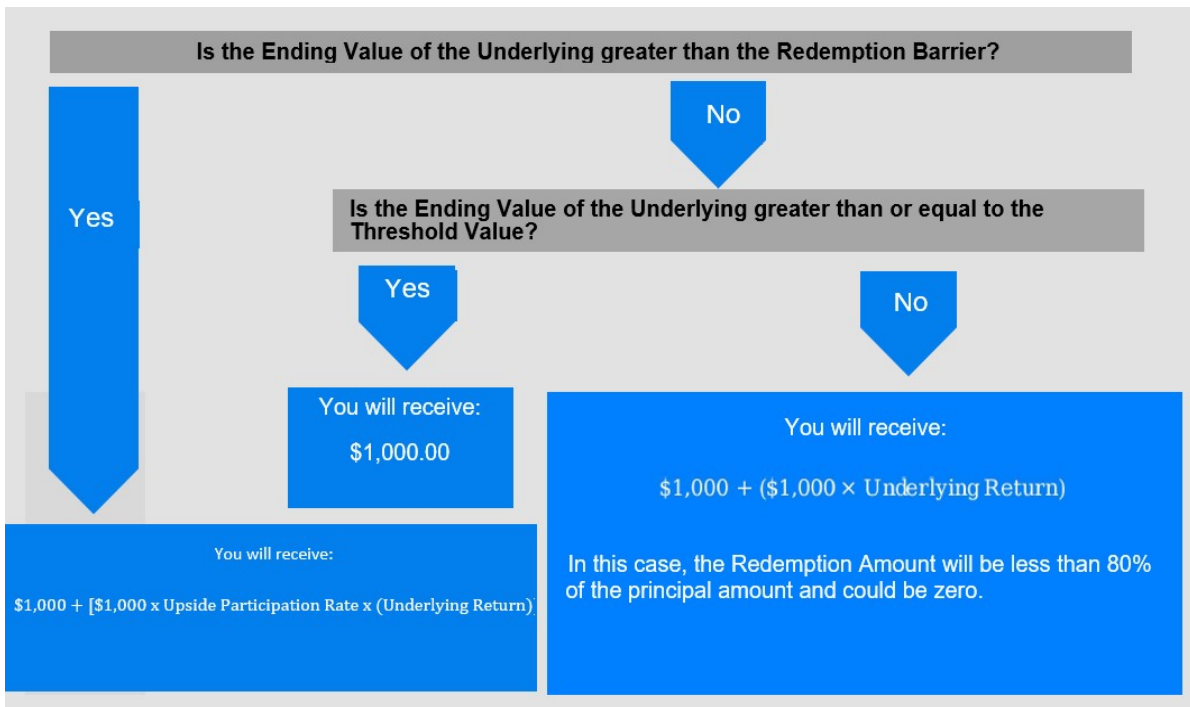 Is the Ending Value of the Underlying greater than the Redemption Barrier?
No
Yes
Is the Ending Value of the Underlying greater than or equal to the
Threshold Value?
Yes
No
You will receive:
$1,000.00
You will receive:
$1,000 + ($1,000 × Underlying Return)
In this case, the Redemption Amount will be less than 80%
of the principal amount and could be zero.
You will receive:
$1,000 + [$1,000 x Upside Participation Rate x (Underlying Return)]